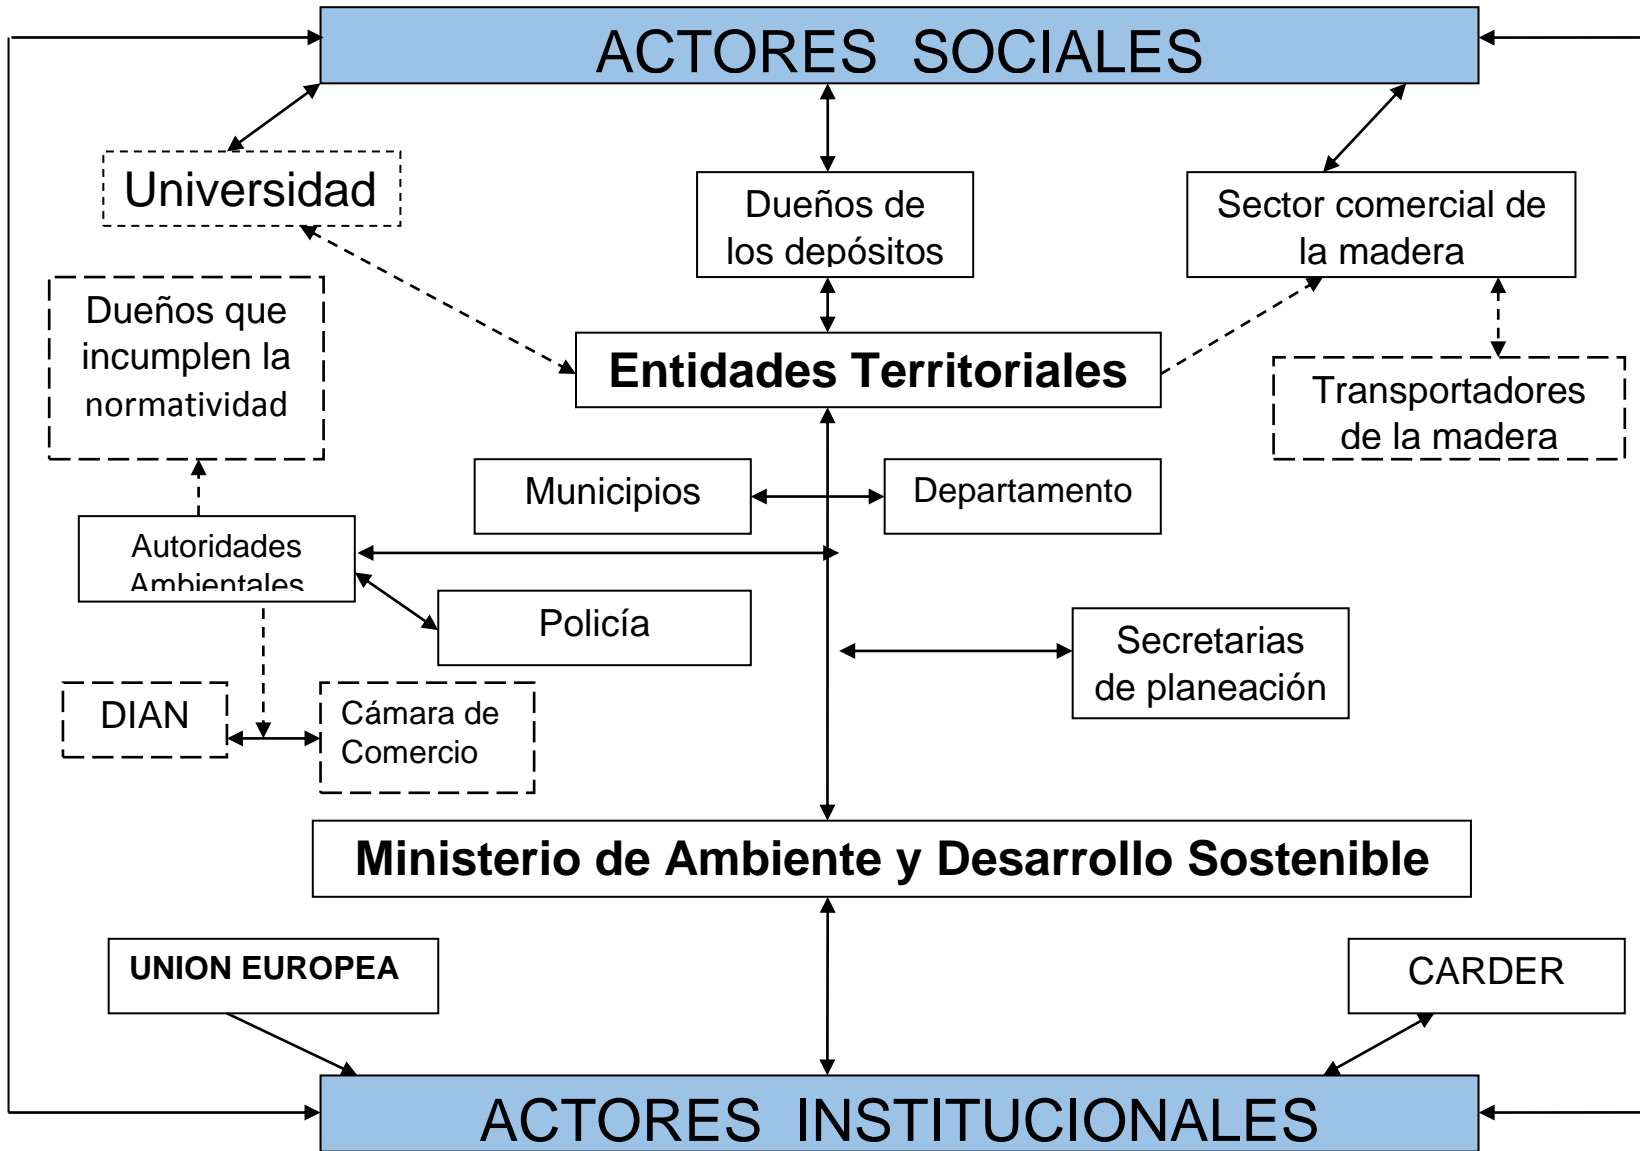 ACTORES SOCIALES
Universidad
Dueños de
los depósitos
Sector comercial de
la madera
Dueños que
incumplen la
normatividad
Entidades Territoriales
Transportadores
de la madera
Municipios
Departamento
Autoridades
Ambientales
Policía
Secretarias
de planeación
DIAN
Cámara de
Comercio
Ministerio de Ambiente y Desarrollo Sostenible
UNION EUROPEA
CARDER
ACTORES INSTITUCIONALES